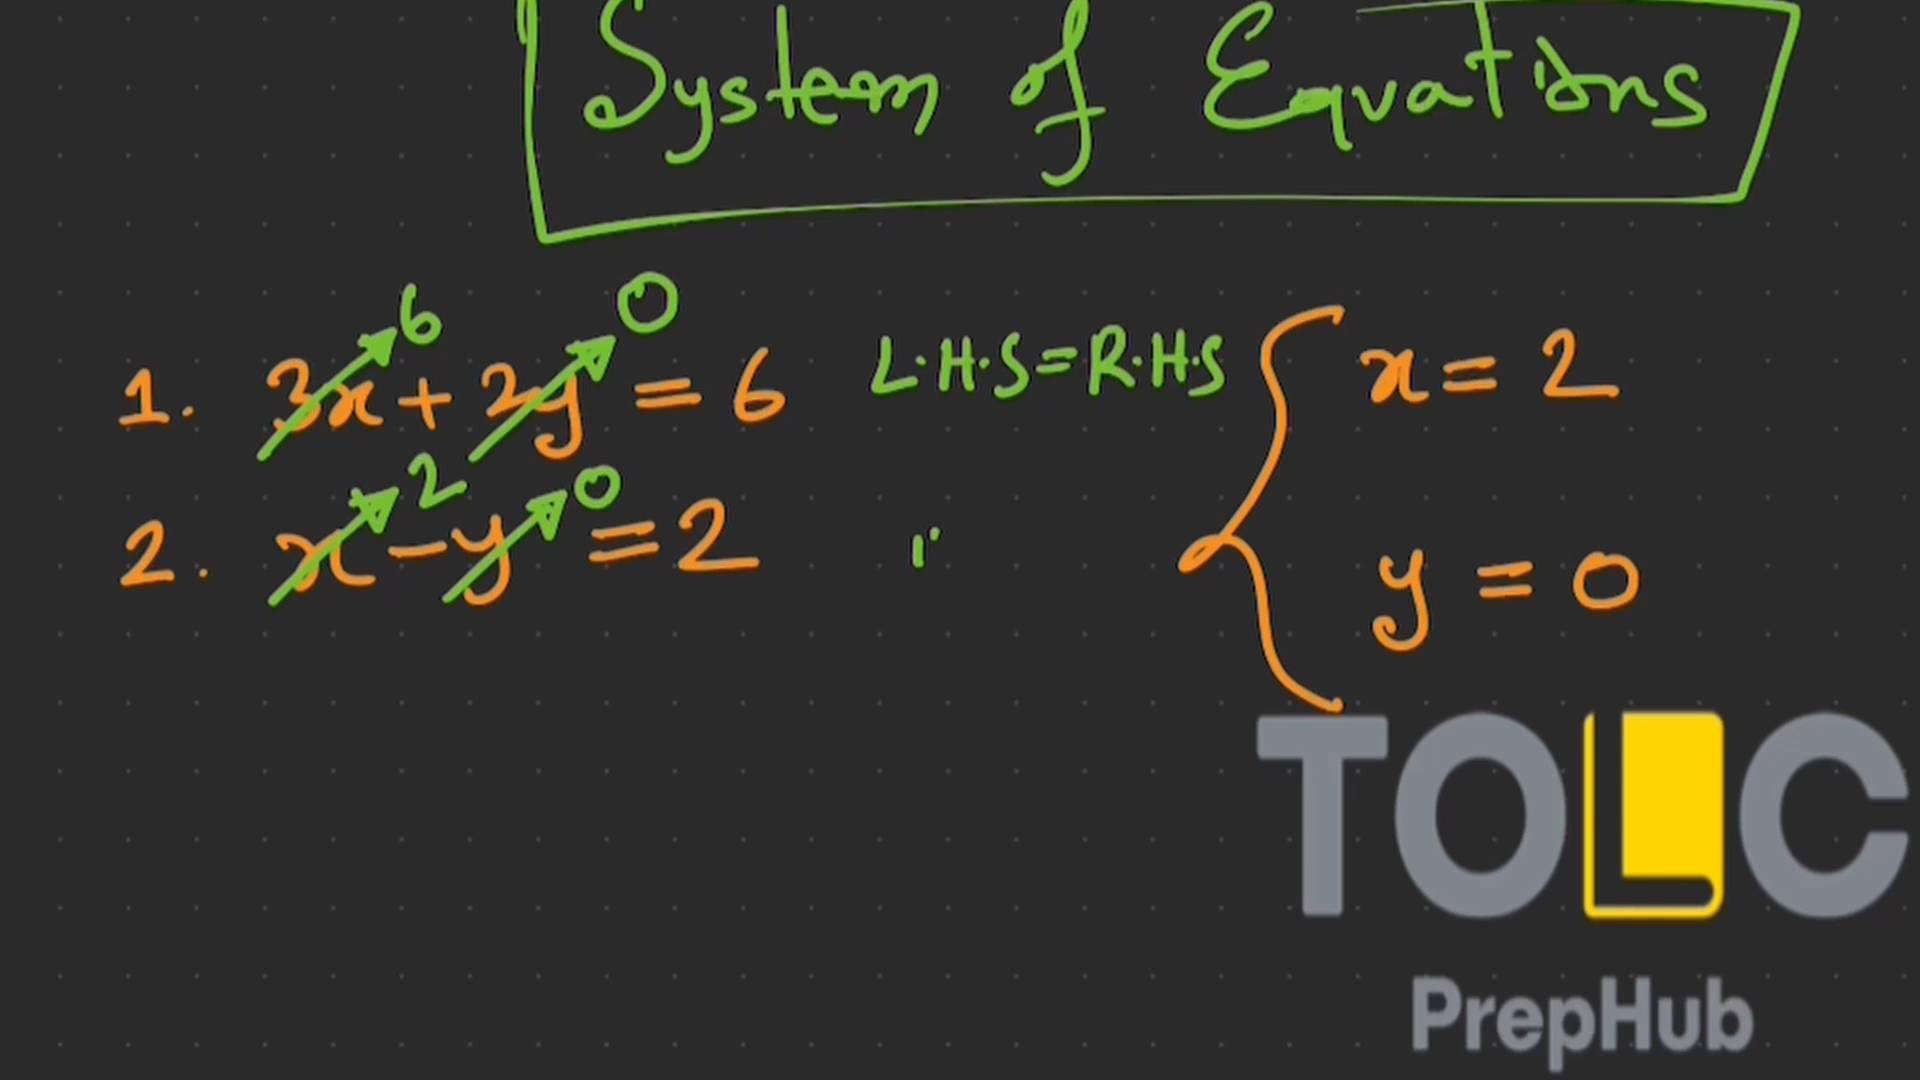 System of Equations
6 0
1. 3x + 2y = 6 L.H.S = R.H.S x = 2
2 0
2. x - y = 2 y = 0
TOLC
PrepHub